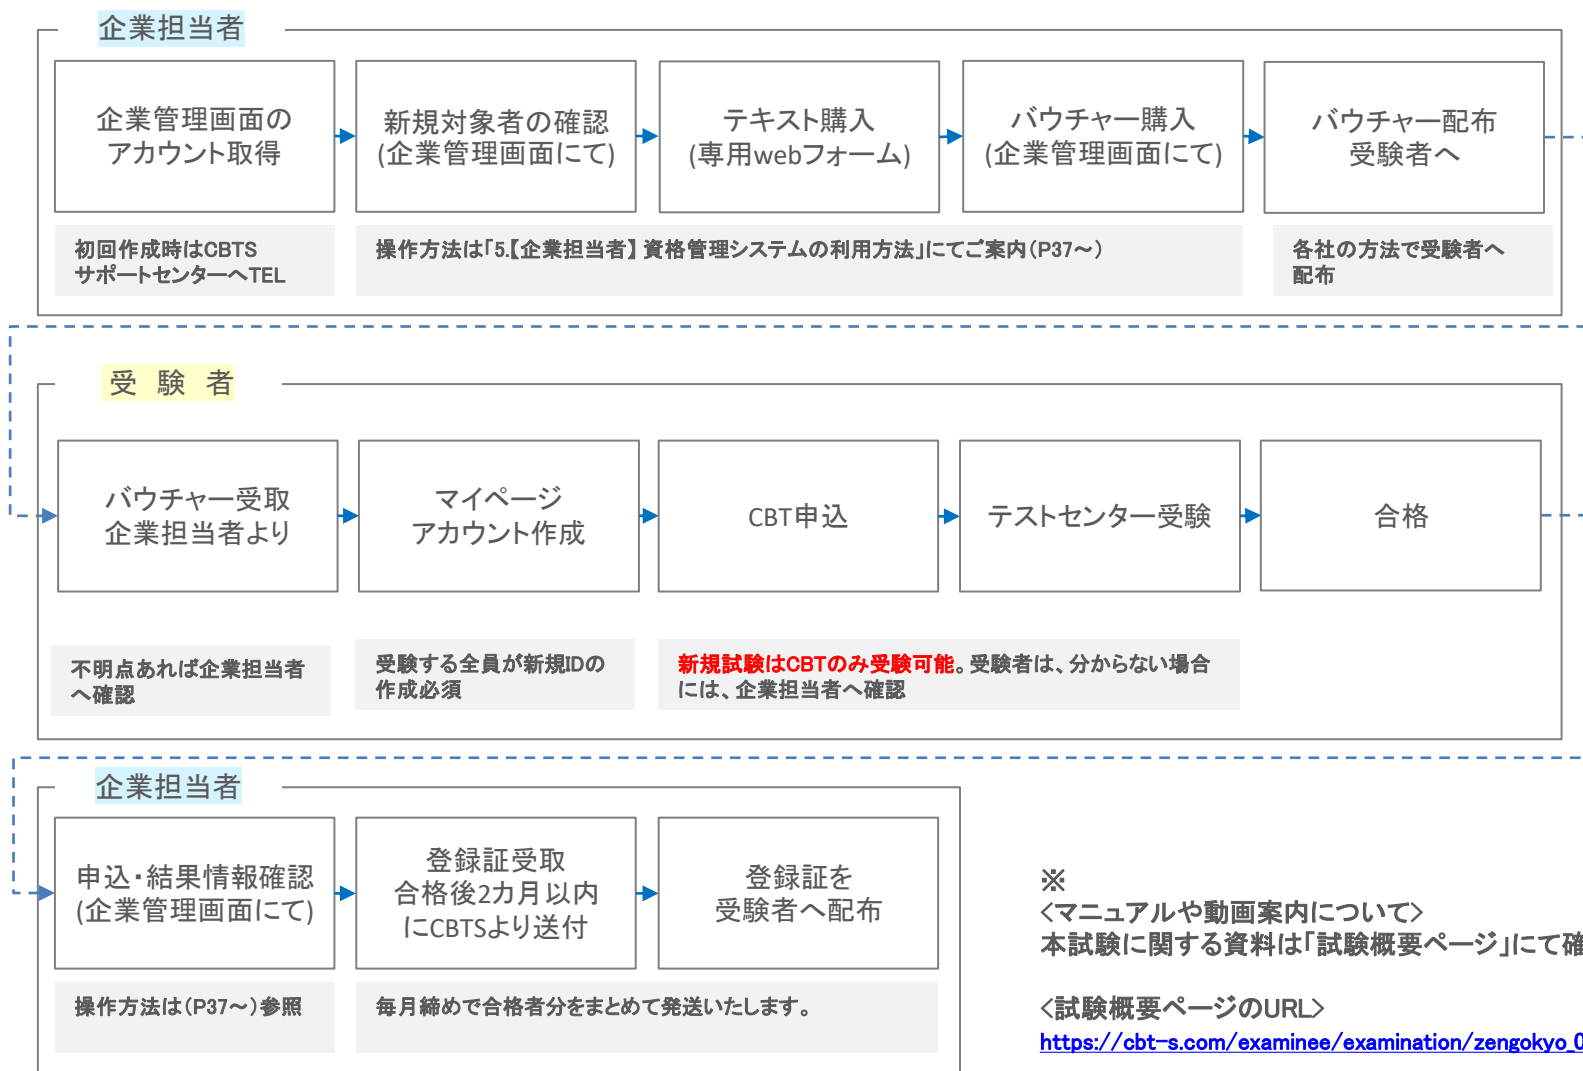 企業担当者
企業管理画面の
アカウント取得
新規対象者の確認
(企業管理画面にて)
テキスト購入
(専用webフォーム)
バウチャー購入
(企業管理画面にて)
バウチャー配布
受験者へ
初回作成時はCBTS
サポートセンターへTEL
操作方法は｢5.【企業担当者】 資格管理システムの利用方法｣にてご案内（P37～）
各社の方法で受験者へ
配布
受 験 者
バウチャー受取
企業担当者より
マイページ
アカウント作成
CBT申込
テストセンター受験
合格
不明点あれば企業担当者
へ確認
受験する全員が新規IDの
作成必須
新規試験はCBTのみ受験可能。受験者は、分からない場合
には、企業担当者へ確認
企業担当者
申込・結果情報確認
(企業管理画面にて)
登録証受取
合格後2カ月以内
にCBTSより送付
登録証を
受験者へ配布
操作方法は（P37～）参照
毎月締めで合格者分をまとめて発送いたします。
※
<マニュアルや動画案内について>
本試験に関する資料は｢試験概要ページ｣にて確
<試験概要ページのURL>
https://cbt-s.com/examinee/examination/zengokyo_0